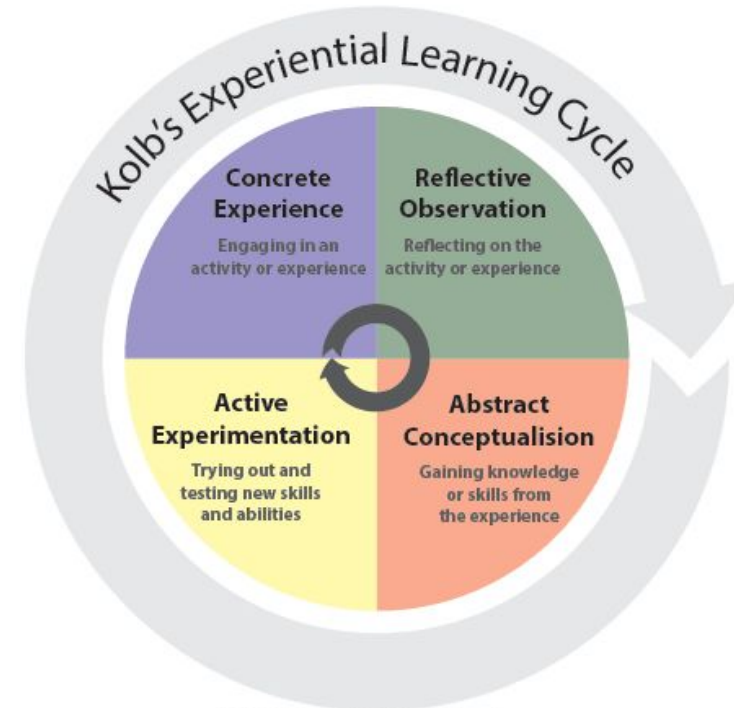 Kolb's Experiential Learning Cycle
Concrete
Experience
Engaging in an
activity or experience
Reflective
Observation
Reflecting on the
activity or experience
Active
Experimentation
Trying out and
testing new skills
and abilities
Abstract
Conceptualision
Gaining knowledge
or skills from
the experience